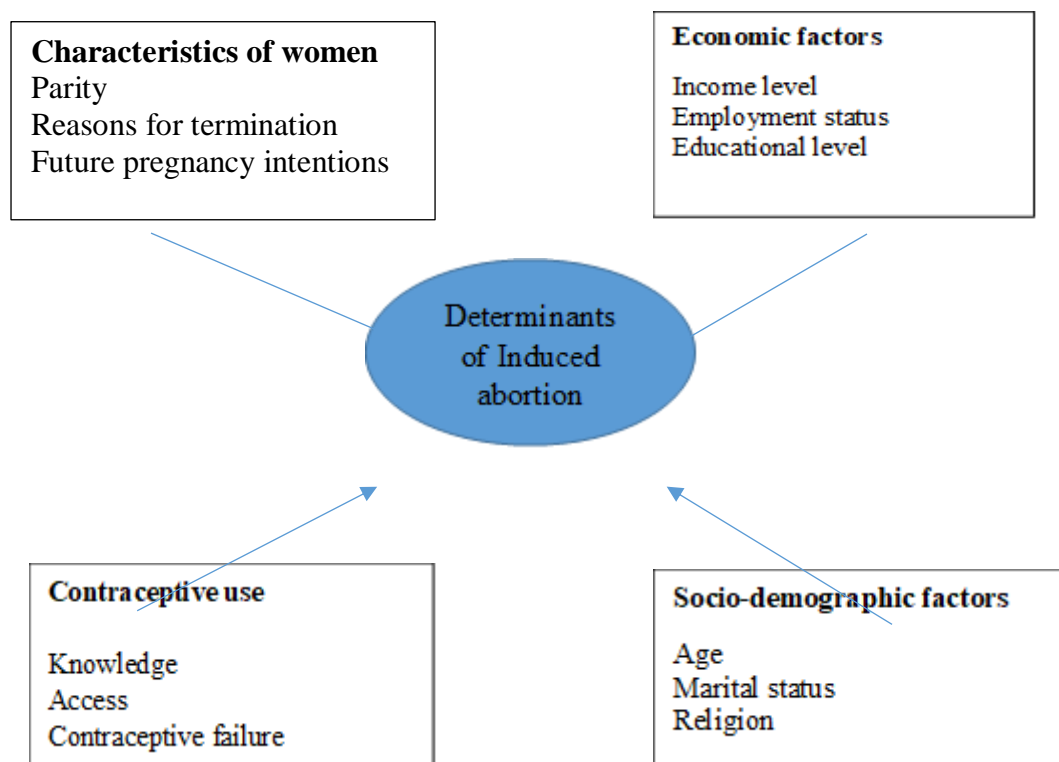 Characteristics of women
Parity
Reasons for termination
Future pregnancy intentions
Economic factors
Income level
Employment status
Educational level
Determinants
of Induced
abortion
Contraceptive use
Knowledge
Access
Contraceptive failure
Socio-demographic factors
Age
Marital status
Religion